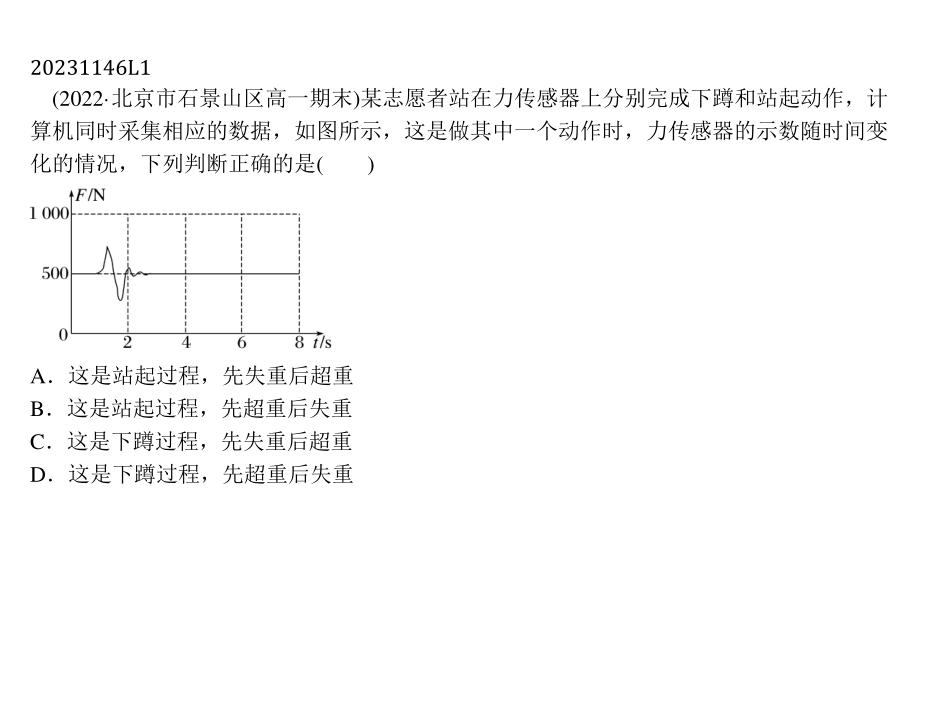 20231146L1
(2022·北京市石景山区高一期末)某志愿者站在力传感器上分别完成下蹲和站起动作，计
算机同时采集相应的数据，如图所示，这是做其中一个动作时，力传感器的示数随时间变
化的情况，下列判断正确的是(　　)
F/N
1 000
500
0
2 4 6 8 t/s
A．这是站起过程，先失重后超重
B．这是站起过程，先超重后失重
C．这是下蹲过程，先失重后超重
D．这是下蹲过程，先超重后失重